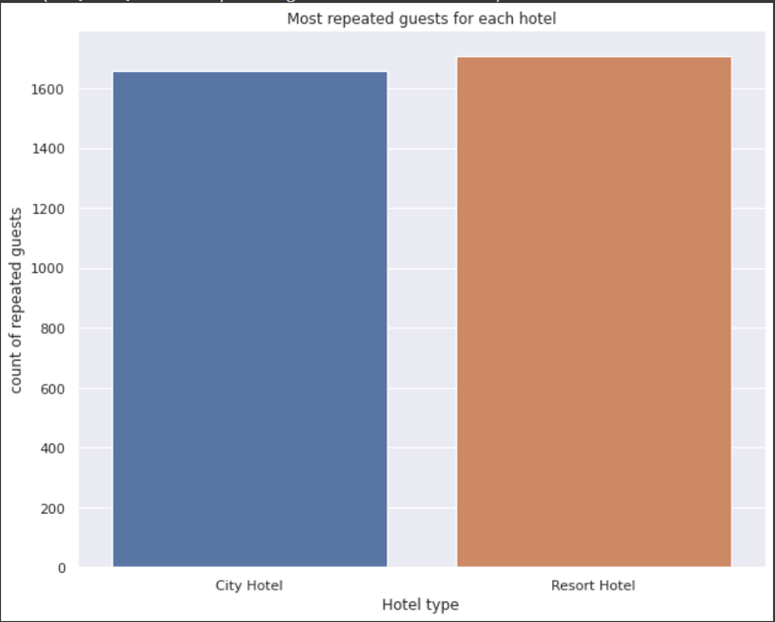 Most repeated guests for each hotel
count of repeated guests
1600
1400
1200
1000
800
600
400
200
0
City Hotel Resort Hotel
Hotel type